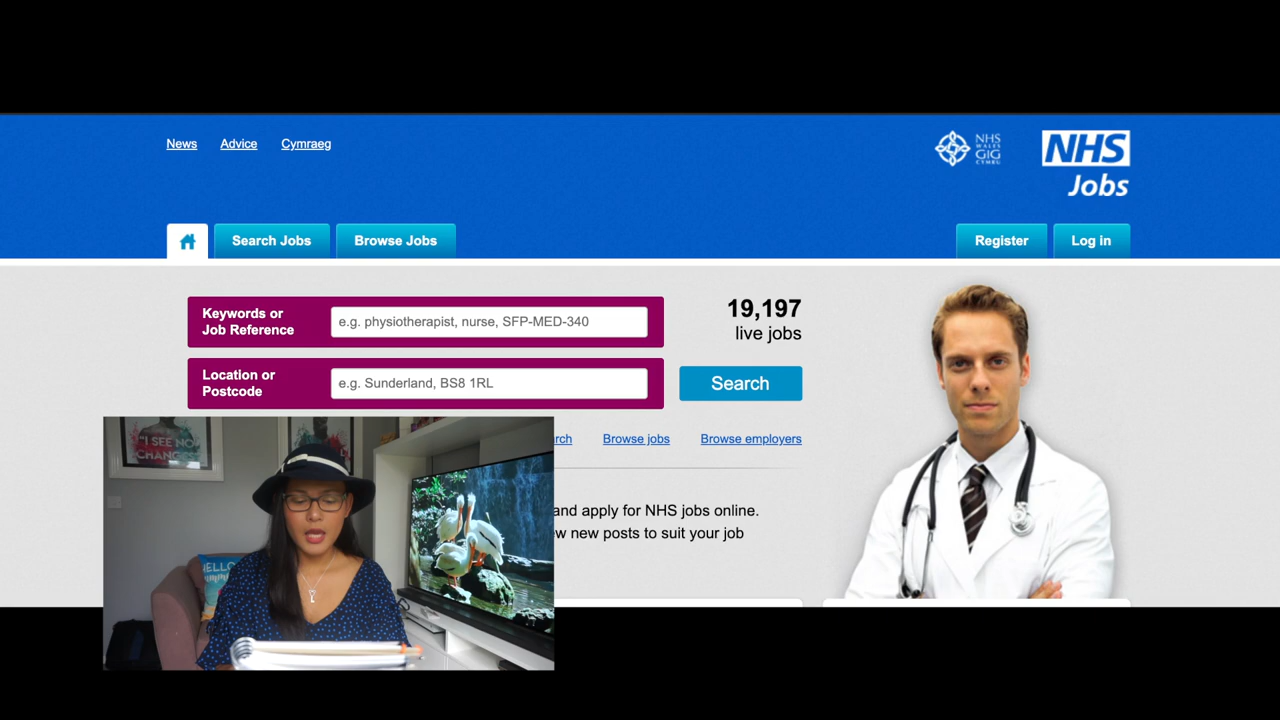 News Advice Cymraeg
NHS
WALES
GIG
CYMRU
NHS
Jobs
Search Jobs Browse Jobs Register Log in
Keywords or
Job Reference
e.g. physiotherapist, nurse, SFP-MED-340
19,197
live jobs
Location or
Postcode
e.g. Sunderland, BS8 1RL
Search
rch Browse jobs Browse employers
and apply for NHS jobs online.
w new posts to suit your job
"I SEE NO
CHANGES"
HELLO